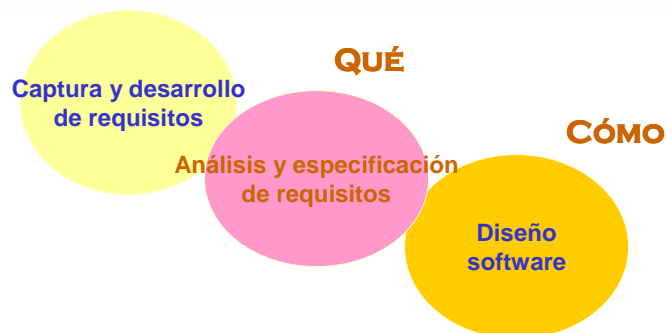 QUÉ
Captura y desarrollo
de requisitos
CÓMO
Análisis y especificación
de requisitos
Diseño
software